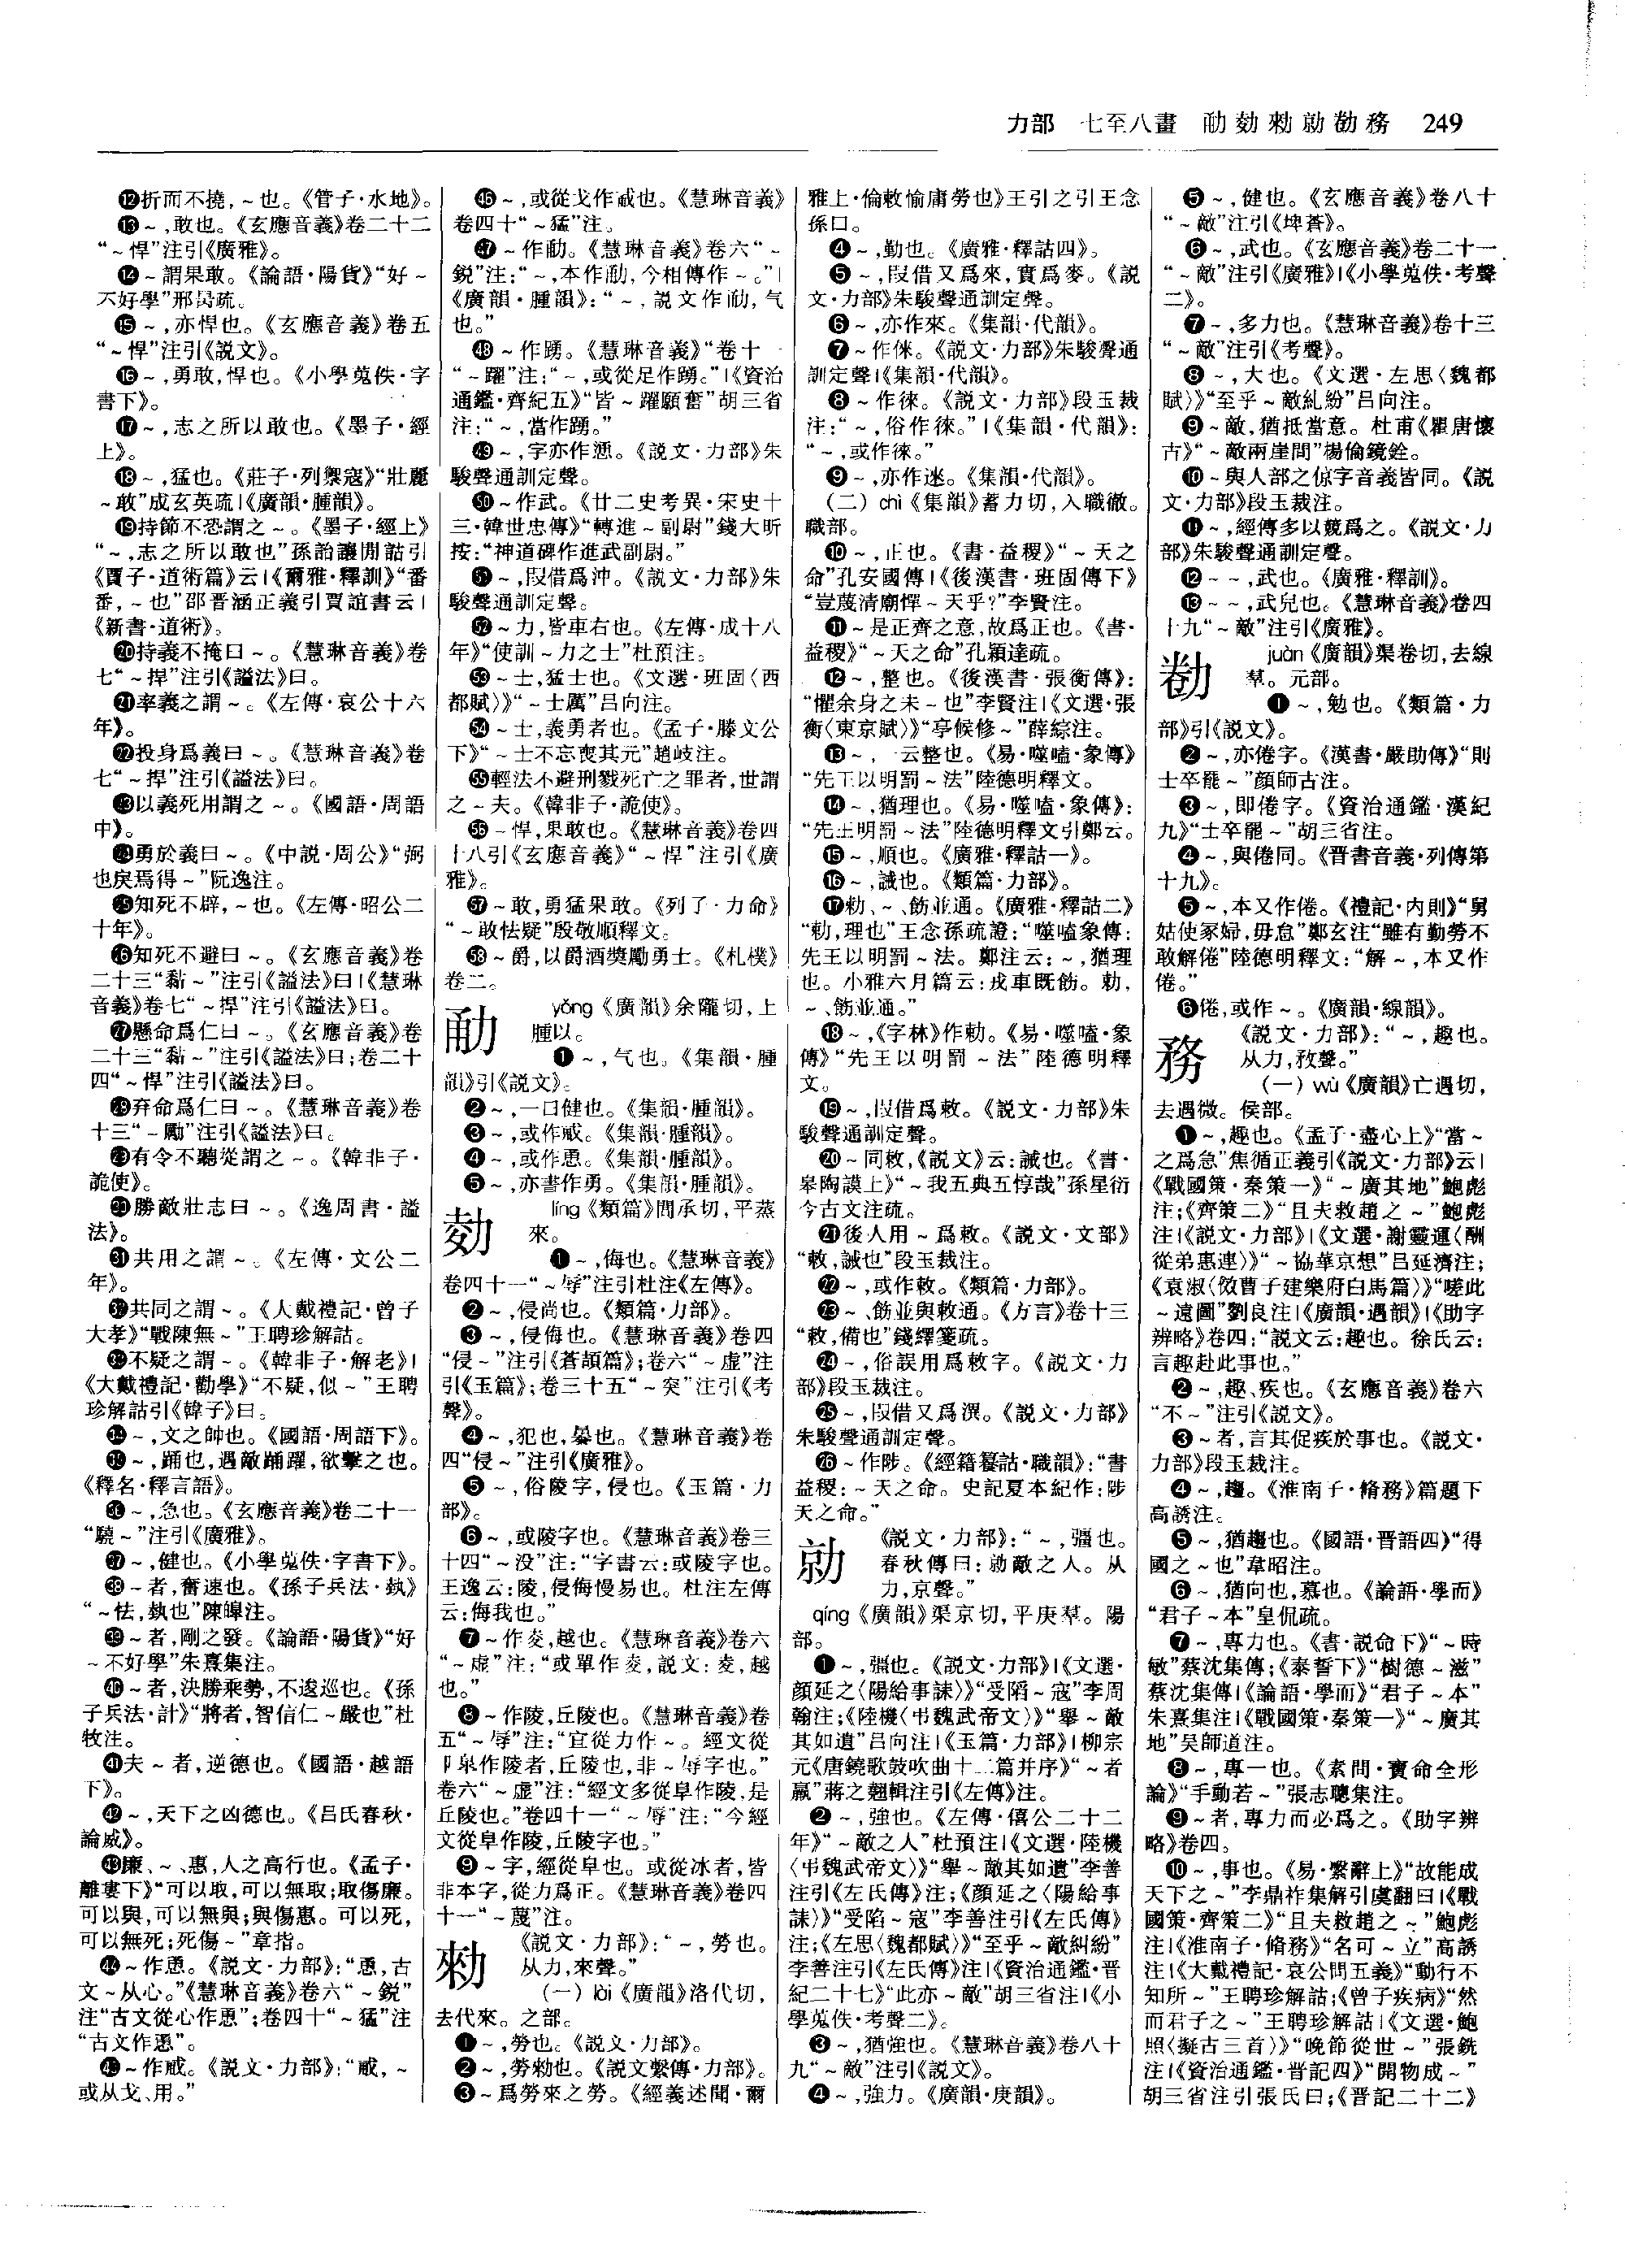 力部 七至八畫 勈䔖勑勍勌務 249
⓬折而不撓,~也。《管子·水地》。
⓭~,敢也。《玄應音義》卷二十二
“~悍”注引《廣雅》。
⓮~謂果敢。《論語·陽貨》“好~
不好學”邢昺疏。
⓯~,亦悍也。《玄應音義》卷五
“~悍”注引《說文》。
⓰~,勇敢,悍也。《小學蒐佚·字
書下》。
⓱~,志之所以敢也。《墨子·經
上》。
⓲~,猛也。《莊子·列禦寇》“壯麗
~敢”成玄英疏|《廣韻·腫韻》。
⓳持節不恐謂之~。《墨子·經上》
“~,志之所以敢也”孫詒讓閒詁引
《賈子·道術篇》云|《爾雅·釋訓》“番
番,~也”邵晉涵正義引賈誼書云|
《新書·道術》。
⓴持義不掩曰~。《慧琳音義》卷
七“~捍”注引《謚法》曰。
㉑率義之謂~。《左傳·哀公十六
年》。
㉒投身爲義曰~。《慧琳音義》卷
七“~捍”注引《謚法》曰。
㉓以義死用謂之~。《國語·周語
中》。
㉔勇於義曰~。《中說·周公》“弼
也戾焉得~”阮逸注。
㉕知死不辟,~也。《左傳·昭公二
十年》。
㉖知死不避曰~。《玄應音義》卷
二十三“黠~”注引《謚法》曰|《慧琳
音義》卷七“~捍”注引《謚法》曰。
㉗懸命爲仁曰~。《玄應音義》卷
二十三“黠~”注引《謚法》曰;卷二十
四“~悍”注引《謚法》曰。
㉘弃命爲仁曰~。《慧琳音義》卷
十三“~勵”注引《謚法》曰。
㉙有令不聽從謂之~。《韓非子·
詭使》。
㉚勝敵壯志曰~。《逸周書·謚
法》。
㉛共用之謂~。《左傳·文公二
年》。
㉜共同之謂~。《大戴禮記·曾子
大孝》“戰陳無~”王聘珍解詁。
㉝不疑之謂~。《韓非子·解老》|
《大戴禮記·勸學》“不疑,似~”王聘
珍解詁引《韓子》曰。
㉞~,文之帥也。《國語·周語下》。
㉟~,踊也,遇敵踊躍,欲擊之也。
《釋名·釋言語》。
㊱~,急也。《玄應音義》卷二十一
“驍~”注引《廣雅》。
㊲~,健也。《小學蒐佚·字書下》。
㊳~者,奮速也。《孫子兵法·執》
“~怯,執也”陳皞注。
㊴~者,剛之發。《論語·陽貨》“好
~不好學”朱熹集注。
㊵~者,決勝乘勢,不逡巡也。《孫
子兵法·計》“將者,智信仁~嚴也”杜
牧注。
㊶夫~者,逆德也。《國語·越語
下》。
㊷~,天下之凶德也。《吕氏春秋·
論威》。
㊸廉、~、惠,人之高行也。《孟子·
離婁下》“可以取,可以無取;取傷廉。
可以與,可以無與;與傷惠。可以死,
可以無死;死傷~”章指。
㊹~作恿。《說文·力部》:“恿,古
文~从心。”《慧琳音義》卷六“~銳”
注“古文從心作恿”;卷四十“~猛”注
“古文作恿”。
㊺~作㦷。《說文·力部》:“㦷,~
或从戈、用。”
㊻~,或從戈作㦷也。《慧琳音義》
卷四十“~猛”注。
㊼~作勈。《慧琳音義》卷六“~
銳”注:“~,本作勈,今相傳作~。”|
《廣韻·腫韻》:“~,說文作勈,气
也。”
㊽~作踴。《慧琳音義》“卷十一
“~躍”注:“~,或從足作踴。”|《資治
通鑑·齊紀五》“皆~躍願奮”胡三省
注:“~,當作踴。”
㊾~,字亦作慂。《說文·力部》朱
駿聲通訓定聲。
㊿~作武。《廿二史考異·宋史十
三·韓世忠傳》“轉進~副尉”錢大昕
按:“神道碑作進武副尉。”
51~,叚借爲沖。《說文·力部》朱
駿聲通訓定聲。
52~力,皆車右也。《左傳·成十八
年》“使訓~力之士”杜預注。
53~士,猛士也。《文選·班固〈西
都賦〉》“~士厲”吕向注。
54~士,義勇者也。《孟子·滕文公
下》“~士不忘喪其元”趙岐注。
55輕法不避刑戮死亡之罪者,世謂
之~夫。《韓非子·詭使》。
56~悍,果敢也。《慧琳音義》卷四
十八引《玄應音義》“~悍”注引《廣
雅》。
57~敢,勇猛果敢。《列子·力命》
“~敢怯疑”殷敬順釋文。
58~爵,以爵酒獎勵勇士。《札樸》
卷二。
勈 yǒng《廣韻》余隴切,上
腫以。
❶~,气也。《集韻·腫
韻》引《說文》。
❷~,一曰健也。《集韻·腫韻》。
❸~,或作㦷。《集韻·腫韻》。
❹~,或作恿。《集韻·腫韻》。
❺~,亦書作勇。《集韻·腫韻》。
líng《類篇》閭承切,平蒸
來。
❶~,侮也。《慧琳音義》
卷四十一“~辱”注引杜注《左傳》。
❷~,侵尚也。《類篇·力部》。
❸~,侵侮也。《慧琳音義》卷四
“侵~”注引《蒼頡篇》;卷六“~虛”注
引《玉篇》;卷三十五“~突”注引《考
聲》。
❹~,犯也,暴也。《慧琳音義》卷
四“侵~”注引《廣雅》。
❺~,俗陵字,侵也。《玉篇·力
部》。
❻~,或陵字也。《慧琳音義》卷三
十四“~没”注:“字書云:或陵字也。
王逸云:陵,侵侮慢易也。杜注左傳
云:侮我也。”
❼~作夌,越也。《慧琳音義》卷六
“~虛”注:“或單作夌,說文:夌,越
也。”
❽~作陵,丘陵也。《慧琳音義》卷
五“~辱”注:“宜從力作~。經文從
阝阜作陵者,丘陵也,非~辱字也。”
卷六“~虛”注:“經文多從阜作陵,是
丘陵也。”卷四十一“~辱”注:“今經
文從阜作陵,丘陵字也。”
❾~字,經從阜也。或從冰者,皆
非本字,從力爲正。《慧琳音義》卷四
十一“~蔑”注。
勑 《說文·力部》:“~,勞也。
从力,來聲。”
(一)lài《廣韻》洛代切,
去代來。之部。
❶~,勞也。《說文·力部》。
❷~,勞勑也。《說文繫傳·力部》。
❸~爲勞來之勞。《經義述聞·爾
雅上·倫敕愉庸勞也》王引之引王念
孫曰。
❹~,勤也。《廣雅·釋詁四》。
❺~,叚借又爲來,實爲麥。《說
文·力部》朱駿聲通訓定聲。
❻~,亦作來。《集韻·代韻》。
❼~作倈。《說文·力部》朱駿聲通
訓定聲|《集韻·代韻》。
❽~作徠。《說文·力部》段玉裁
注:“~,俗作徠。”|《集韻·代韻》:
“~,或作徠。”
❾~,亦作逨。《集韻·代韻》。
(二)chì《集韻》蓄力切,入職徹。
職部。
❿~,正也。《書·益稷》“~天之
命”孔安國傳|《後漢書·班固傳下》
“豈蔑清廟憚~天乎?”李賢注。
⓫~是正齊之意,故爲正也。《書·
益稷》“~天之命”孔穎達疏。
⓬~,整也。《後漢書·張衡傳》:
“懼余身之未~也”李賢注|《文選·張
衡〈東京賦〉》“亭候修~”薛綜注。
⓭~,一云整也。《易·噬嗑·象傳》
“先王以明罰~法”陸德明釋文。
⓮~,猶理也。《易·噬嗑·象傳》:
“先王明罰~法”陸德明釋文引鄭云。
⓯~,順也。《廣雅·釋詁一》。
⓰~,誡也。《類篇·力部》。
⓱勅、~、飭並通。《廣雅·釋詁二》
“勅,理也”王念孫疏證:“噬嗑象傳:
先王以明罰~法。鄭注云:~,猶理
也。小雅六月篇云:戎車既飭。勅,
~、飭並通。”
⓲~,《字林》作勅。《易·噬嗑·象
傳》“先王以明罰~法”陸德明釋
文。
⓳~,叚借爲敕。《說文·力部》朱
駿聲通訓定聲。
⓴~同敕,《說文》云:誡也。《書·
皋陶謨上》“~我五典五惇哉”孫星衍
今古文注疏。
㉑後人用~爲敕。《說文·攴部》
“敕,誡也”段玉裁注。
㉒~,或作敕。《類篇·力部》。
㉓~、飭並與敕通。《方言》卷十三
“敕,備也”錢繹箋疏。
㉔~,俗誤用爲敕字。《說文·力
部》段玉裁注。
㉕~,叚借又爲淏。《說文·力部》
朱駿聲通訓定聲。
㉖~作陟。《經籍籑詁·職韻》:“書
益稷:~天之命。史記夏本紀作:陟
天之命。”
勍 《說文·力部》:“~,彊也。
春秋傳曰:勍敵之人。从
力,京聲。”
qíng《廣韻》渠京切,平庚羣。陽
部。
❶~,彊也。《說文·力部》|《文選·
顏延之〈陽給事誄〉》“受陷~寇”李周
翰注;《陸機〈弔魏武帝文〉》“舉~敵
其如遺”吕向注|《玉篇·力部》|柳宗
元《唐鐃歌鼓吹曲十二篇并序》“~者
羸”蔣之翹輯注引《左傳》注。
❷~,強也。《左傳·僖公二十二
年》“~敵之人”杜預注|《文選·陸機
〈弔魏武帝文〉》“舉~敵其如遺”李善
注引《左氏傳》注;《顏延之〈陽給事
誄〉》“受陷~寇”李善注引《左氏傳》
注;《左思〈魏都賦〉》“至乎~敵糾紛”
李善注引《左氏傳》注|《資治通鑑·晉
紀二十七》“此亦~敵”胡三省注|《小
學蒐佚·考聲二》。
❸~,猶強也。《慧琳音義》卷八十
九“~敵”注引《說文》。
❹~,強力。《廣韻·庚韻》。
❺~,健也。《玄應音義》卷八十
“~敵”注引《埤蒼》。
❻~,武也。《玄應音義》卷二十一
“~敵”注引《廣雅》|《小學蒐佚·考聲
二》。
❼~,多力也。《慧琳音義》卷十三
“~敵”注引《考聲》。
❽~,大也。《文選·左思〈魏都
賦〉》“至乎~敵糺紛”吕向注。
❾~敵,猶抵當意。杜甫《瞿唐懷
古》“~敵兩崖間”楊倫鏡銓。
❿~與人部之倞字音義皆同。《說
文·力部》段玉裁注。
⓫~,經傳多以競爲之。《說文·力
部》朱駿聲通訓定聲。
⓬~~,武也。《廣雅·釋訓》。
⓭~~,武皃也。《慧琳音義》卷四
十九“~敵”注引《廣雅》。
勌 juàn《廣韻》渠卷切,去線
羣。元部。
❶~,勉也。《類篇·力
部》引《說文》。
❷~,亦倦字。《漢書·嚴助傳》“則
士卒罷~”顏師古注。
❸~,即倦字。《資治通鑑·漢紀
九》“士卒罷~”胡三省注。
❹~,與倦同。《晉書音義·列傳第
十九》。
❺~,本又作倦。《禮記·內則》“舅
姑使冢婦,毋怠”鄭玄注“雖有勤勞不
敢解倦”陸德明釋文:“解~,本又作
倦。”
❻倦,或作~。《廣韻·線韻》。
務 《說文·力部》:“~,趣也。
从力,敄聲。”
(一)wù《廣韻》亡遇切,
去遇微。侯部。
❶~,趣也。《孟子·盡心上》“當~
之爲急”焦循正義引《說文·力部》云|
《戰國策·秦策一》“~廣其地”鮑彪
注;《齊策二》“且夫救趙之~”鮑彪
注|《說文·力部》|《文選·謝靈運〈酬
從弟惠連〉》“~協華京想”吕延濟注;
《袁淑〈傚曹子建樂府白馬篇〉》“嗟此
~遠圖”劉良注|《廣韻·遇韻》|《助字
辨略》卷四:“說文云:趣也。徐氏云:
言趣赴此事也。”
❷~,趣、疾也。《玄應音義》卷六
“不~”注引《說文》。
❸~者,言其促疾於事也。《說文·
力部》段玉裁注。
❹~,趨。《淮南子·脩務》篇題下
高誘注。
❺~,猶趨也。《國語·晉語四》“得
國之~也”韋昭注。
❻~,猶向也,慕也。《論語·學而》
“君子~本”皇侃疏。
❼~,專力也。《書·說命下》“~時
敏”蔡沈集傳;《泰誓下》“樹德~滋”
蔡沈集傳|《論語·學而》“君子~本”
朱熹集注|《戰國策·秦策一》“~廣其
地”吴師道注。
❽~,專一也。《素問·寶命全形
論》“手動若~”張志聰集注。
❾~者,專力而必爲之。《助字辨
略》卷四。
❿~,事也。《易·繫辭上》“故能成
天下之~”李鼎祚集解引虞翻曰|《戰
國策·齊策二》“且夫救趙之~”鮑彪
注|《淮南子·脩務》“名可~立”高誘
注|《大戴禮記·哀公問五義》“動行不
知所~”王聘珍解詁;《曾子疾病》“然
而君子之~”王聘珍解詁|《文選·鮑
照〈擬古三首〉》“晚節從世~”張銑
注|《資治通鑑·晉記四》“開物成~”
胡三省注引張氏曰;《晉記二十二》